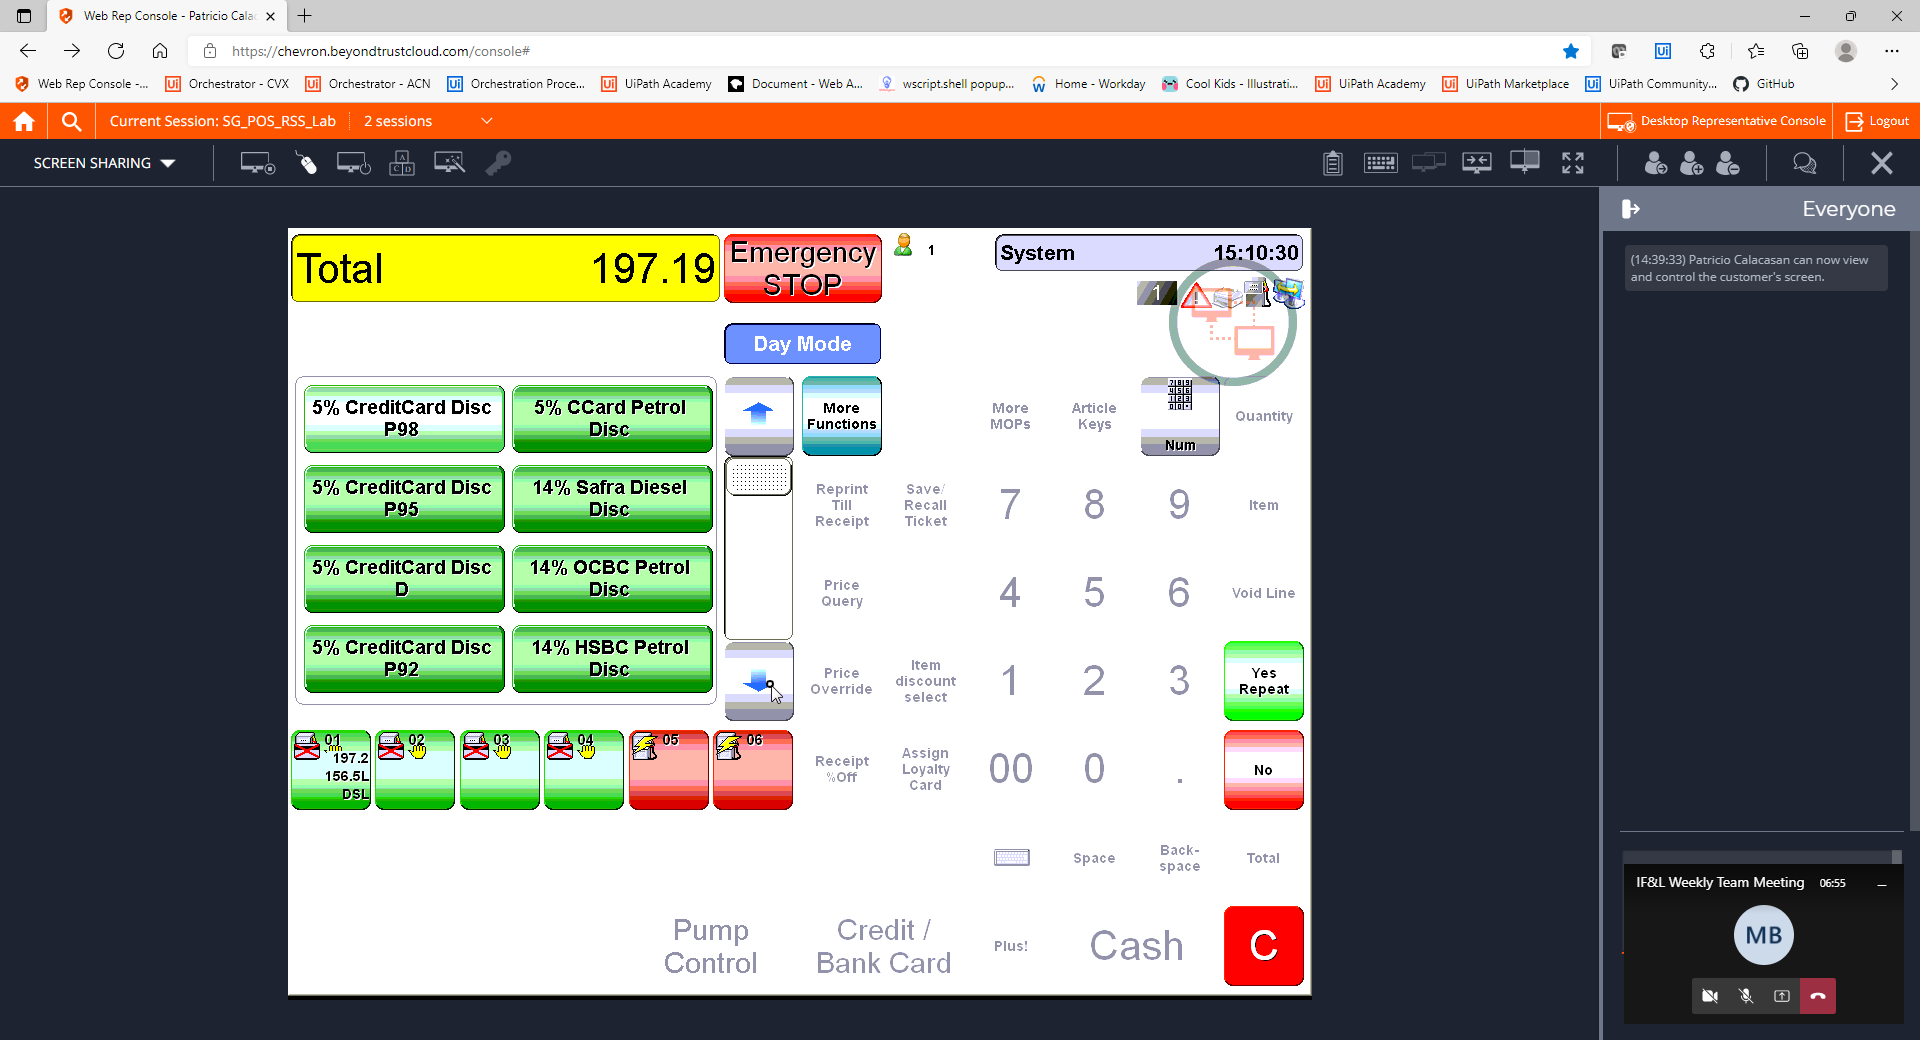 Web Rep Console - Patricio Cala
https://chevron.beyondtrustcloud.com/console#
Web Rep Console -...
Orchestrator - CVX
Orchestrator - ACN
Orchestration Proce...
UiPath Academy
Document - Web A...
wscript.shell popup...
Home - Workday
Cool Kids - Illustrati...
UiPath Academy
UiPath Marketplace
UiPath Community...
GitHub
Current Session: SG_POS_RSS_Lab
2 sessions
Desktop Representative Console
Logout
SCREEN SHARING
Everyone
(14:39:33) Patricio Calacasan can now view
and control the customer's screen.
Total 197.19
Emergency
STOP
1
System 15:10:30
1
Day Mode
5% CreditCard Disc
P98
5% CCard Petrol
Disc
5% CreditCard Disc
P95
14% Safra Diesel
Disc
5% CreditCard Disc
D
14% OCBC Petrol
Disc
5% CreditCard Disc
P92
14% HSBC Petrol
Disc
More
Functions
More
MOPs
Article
Keys
Num
Quantity
Reprint
Till
Receipt
Save/
Recall
Ticket
7
8
9
Item
Price
Query
4
5
6
Void Line
Price
Override
Item
discount
select
1
2
3
Yes
Repeat
01
197.2
156.5L
DSL
02
03
04
05
06
Receipt
%Off
Assign
Loyalty
Card
00
0
.
No
Space
Back-
space
Total
Pump
Control
Credit /
Bank Card
Plus!
Cash
C
IF&L Weekly Team Meeting 06:55
MB